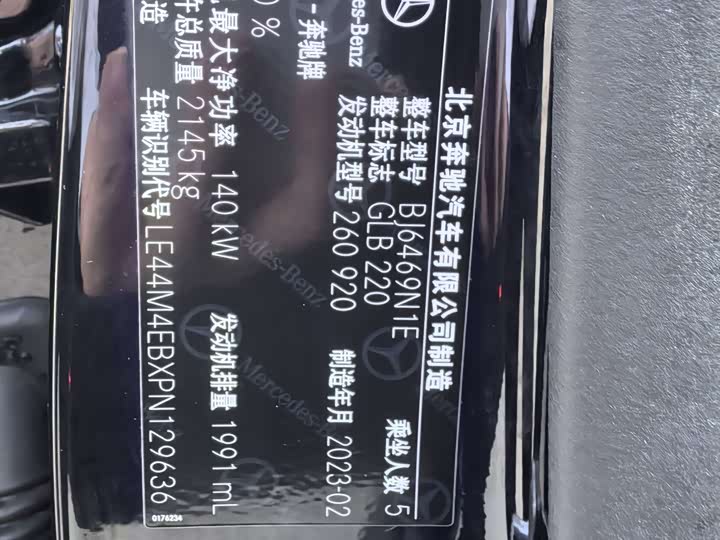 北京奔驰汽车有限公司制造
整车型号 BJ6469N1E 乘坐人数 5
整车标志 GLB 220
es-Benz 发动机型号 260 920 制造年月 2023-02
- 奔驰牌
%
最大净功率 140 kW 发动机排量 1991 mL
总质量 2145 kg
造 车辆识别代号 LE44M4EBXPN129636
0176234